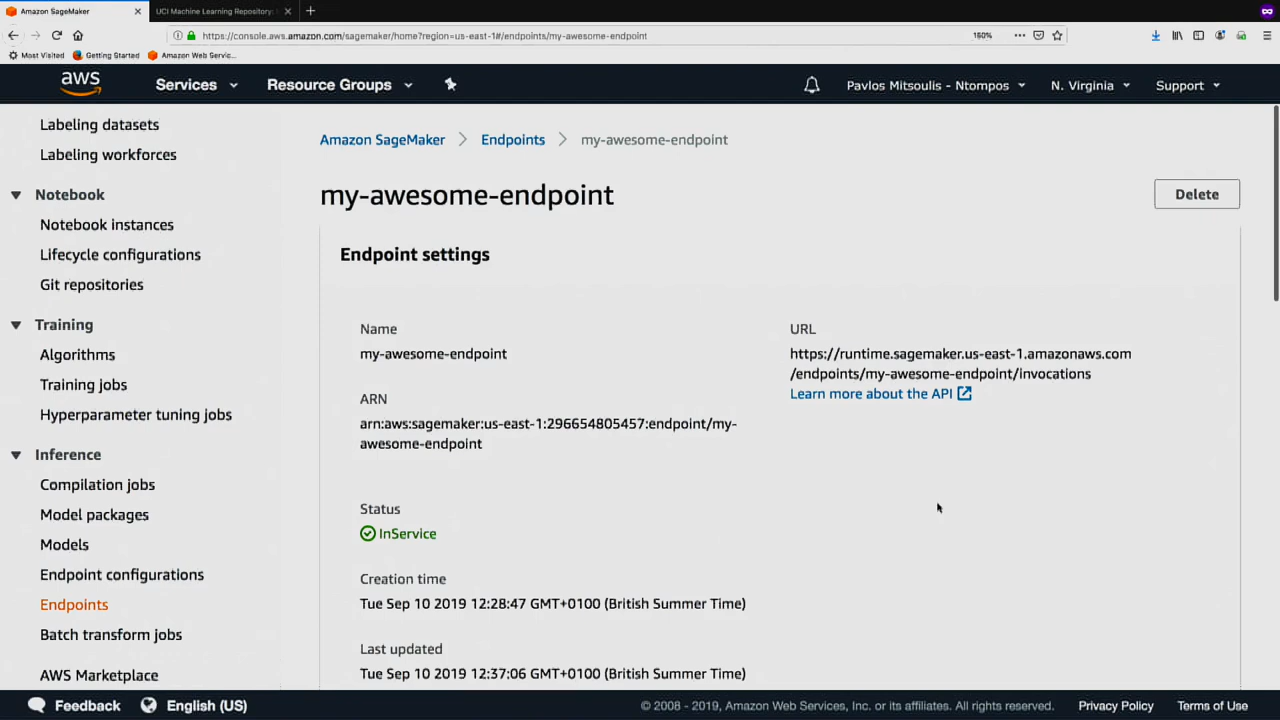 Amazon SageMaker
UCI Machine Learning Repository:
https://console.aws.amazon.com/sagemaker/home?region=us-east-1#/endpoints/my-awesome-endpoint
160%
Most Visited
Getting Started
Amazon Web Servic...
aws
Services
Resource Groups
Pavlos Mitsoulis - Ntompos
N. Virginia
Support
Labeling datasets
Labeling workforces
Notebook
Notebook instances
Lifecycle configurations
Git repositories
Training
Algorithms
Training jobs
Hyperparameter tuning jobs
Inference
Compilation jobs
Model packages
Models
Endpoint configurations
Endpoints
Batch transform jobs
AWS Marketplace
Amazon SageMaker
Endpoints
my-awesome-endpoint
my-awesome-endpoint
Delete
Endpoint settings
Name
my-awesome-endpoint
ARN
arn:aws:sagemaker:us-east-1:296654805457:endpoint/my-
awesome-endpoint
Status
InService
Creation time
Tue Sep 10 2019 12:28:47 GMT+0100 (British Summer Time)
Last updated
Tue Sep 10 2019 12:37:06 GMT+0100 (British Summer Time)
URL
https://runtime.sagemaker.us-east-1.amazonaws.com
/endpoints/my-awesome-endpoint/invocations
Learn more about the API
Feedback
English (US)
© 2008 - 2019, Amazon Web Services, Inc. or its affiliates. All rights reserved.
Privacy Policy
Terms of Use